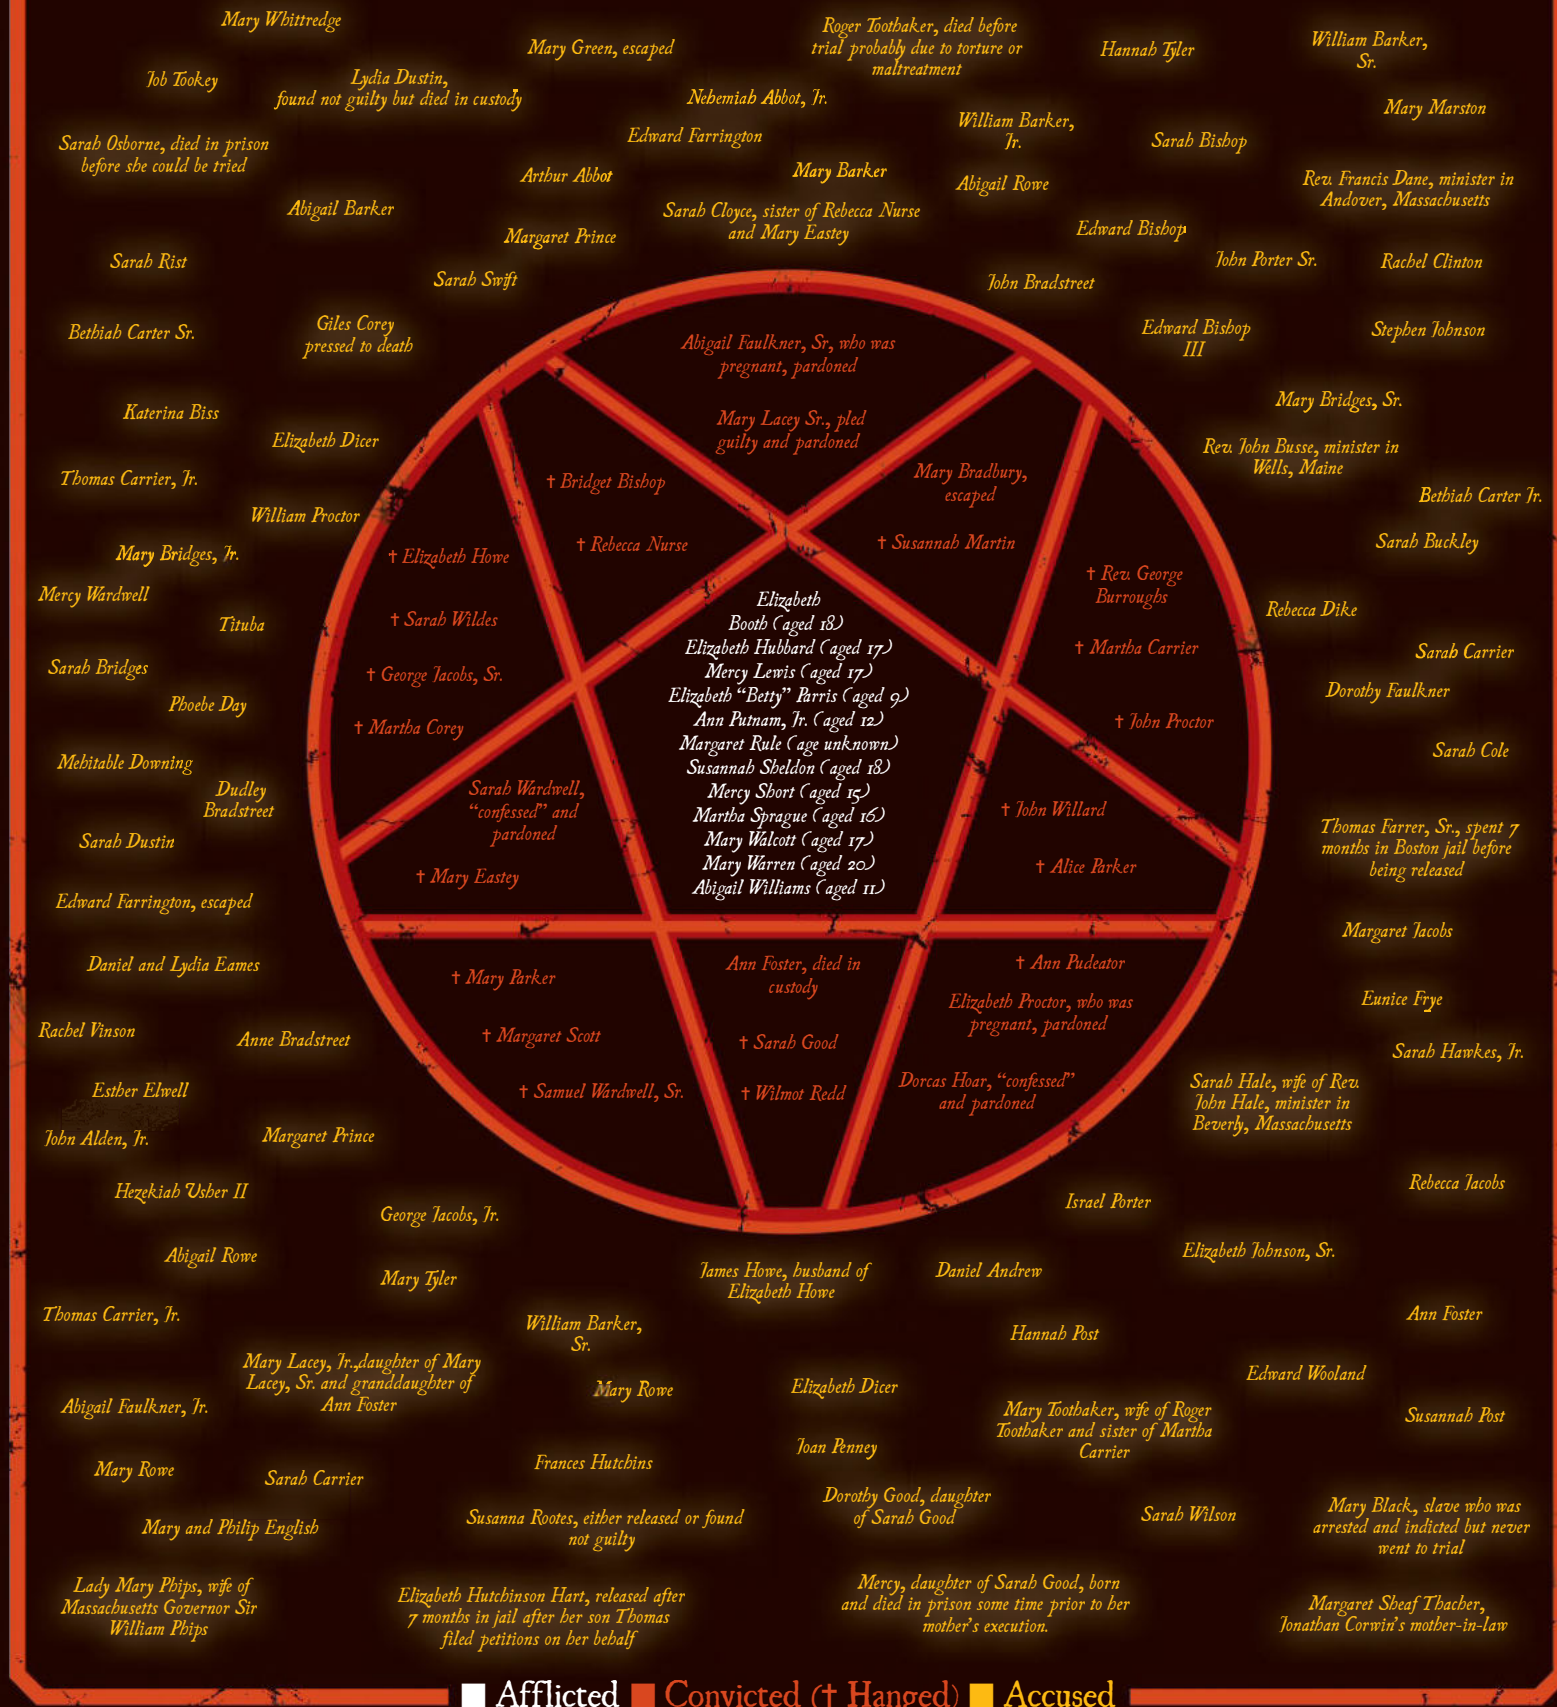 Mary Whittredge
Mary Green, escaped
Roger Toothaker, died before
trial probably due to torture or
maltreatment
Hannah Tyler
William Barker,
Sr.
Job Tookey
Lydia Dustin,
found not guilty but died in custody
Nehemiah Abbot, Jr.
Mary Marston
Sarah Osborne, died in prison
before she could be tried
Edward Farrington
William Barker,
Jr.
Sarah Bishop
Arthur Abbot
Mary Barker
Abigail Rowe
Rev. Francis Dane, minister in
Andover, Massachusetts
Abigail Barker
Sarah Cloyce, sister of Rebecca Nurse
and Mary Eastey
Margaret Prince
Edward Bishop
Sarah Rist
Sarah Swift
John Bradstreet
John Porter Sr.
Rachel Clinton
Bethiah Carter Sr.
Giles Corey
pressed to death
Edward Bishop
III
Stephen Johnson
Abigail Faulkner, Sr, who was
pregnant, pardoned
Katerina Biss
Elizabeth Dicer
Mary Lacey Sr., pled
guilty and pardoned
Mary Bridges, Sr.
Rev. John Busse, minister in
Wells, Maine
Thomas Carrier, Jr.
† Bridget Bishop
Mary Bradbury,
escaped
Bethiah Carter Jr.
William Proctor
† Rebecca Nurse
† Susannah Martin
Sarah Buckley
Mary Bridges, Jr.
† Elizabeth Howe
† Rev. George
Burroughs
Mercy Wardwell
Tituba
† Sarah Wildes
Rebecca Dike
Elizabeth
Booth (aged 18)
Elizabeth Hubbard (aged 17)
Mercy Lewis (aged 17)
Elizabeth “Betty” Parris (aged 9)
Ann Putnam, Jr. (aged 12)
Margaret Rule (age unknown)
Susannah Sheldon (aged 18)
Mercy Short (aged 15)
Martha Sprague (aged 16)
Mary Walcott (aged 17)
Mary Warren (aged 20)
Abigail Williams (aged 11)
Sarah Bridges
† George Jacobs, Sr.
† Martha Carrier
Sarah Carrier
Phoebe Day
† Martha Corey
† John Proctor
Dorothy Faulkner
Mehitable Downing
Dudley
Bradstreet
Sarah Wardwell,
“confessed” and
pardoned
† John Willard
Sarah Cole
Sarah Dustin
† Mary Eastey
† Alice Parker
Thomas Farrer, Sr., spent 7
months in Boston jail before
being released
Edward Farrington, escaped
Margaret Jacobs
Daniel and Lydia Eames
† Mary Parker
Ann Foster, died in
custody
† Ann Pudeator
Elizabeth Proctor, who was
pregnant, pardoned
Eunice Frye
Rachel Vinson
Anne Bradstreet
† Margaret Scott
† Sarah Good
Sarah Hawkes, Jr.
Esther Elwell
† Samuel Wardwell, Sr.
† Wilmot Redd
Dorcas Hoar, “confessed”
and pardoned
Sarah Hale, wife of Rev.
John Hale, minister in
Beverly, Massachusetts
John Alden, Jr.
Margaret Prince
Hezekiah Usher II
George Jacobs, Jr.
Israel Porter
Rebecca Jacobs
Abigail Rowe
Mary Tyler
James Howe, husband of
Elizabeth Howe
Daniel Andrew
Elizabeth Johnson, Sr.
Thomas Carrier, Jr.
William Barker,
Sr.
Hannah Post
Ann Foster
Mary Lacey, Jr.,daughter of Mary
Lacey, Sr. and granddaughter of
Ann Foster
Mary Rowe
Elizabeth Dicer
Edward Wooland
Abigail Faulkner, Jr.
Mary Toothaker, wife of Roger
Toothaker and sister of Martha
Carrier
Susannah Post
Mary Rowe
Sarah Carrier
Frances Hutchins
Joan Penney
Mary and Philip English
Susanna Rootes, either released or found
not guilty
Dorothy Good, daughter
of Sarah Good
Sarah Wilson
Mary Black, slave who was
arrested and indicted but never
went to trial
Lady Mary Phips, wife of
Massachusetts Governor Sir
William Phips
Elizabeth Hutchinson Hart, released after
7 months in jail after her son Thomas
filed petitions on her behalf
Mercy, daughter of Sarah Good, born
and died in prison some time prior to her
mother's execution.
Margaret Sheaf Thacher,
Jonathan Corwin's mother-in-law
Afflicted Convicted († Hanged) Accused